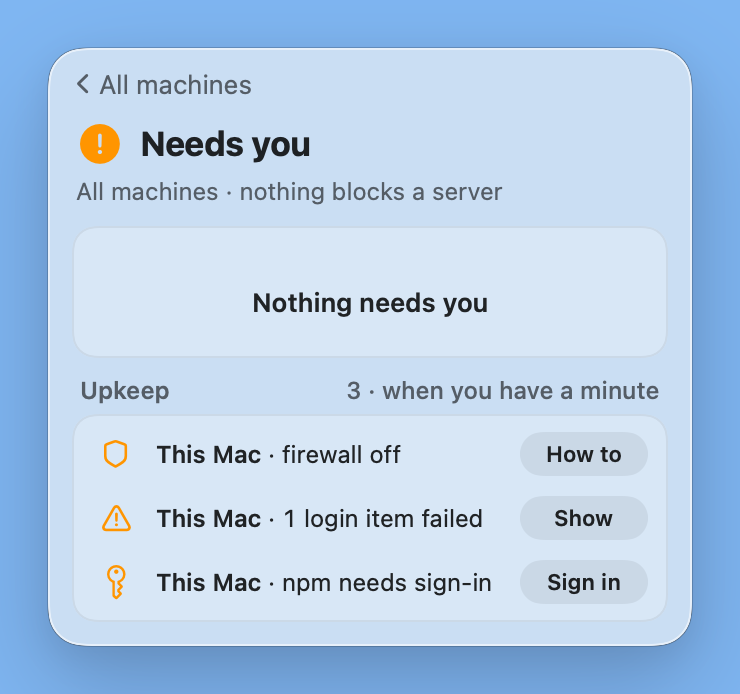 All machines
Needs you
All machines · nothing blocks a server
Nothing needs you
Upkeep 3 · when you have a minute
This Mac · firewall off How to
This Mac · 1 login item failed Show
This Mac · npm needs sign-in Sign in